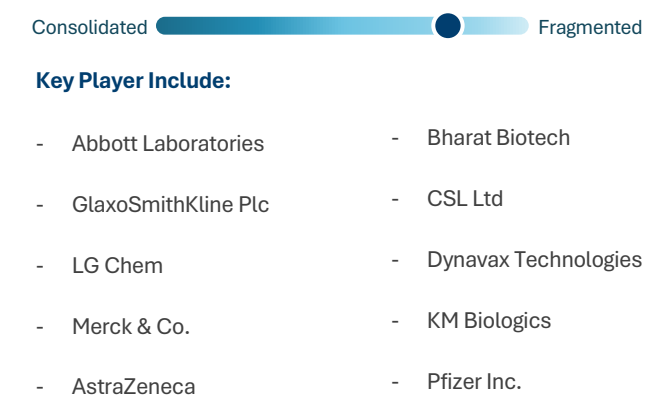 Consolidated Fragmented
Key Player Include:
- Abbott Laboratories
- GlaxoSmithKline Plc
- LG Chem
- Merck & Co.
- AstraZeneca
- Bharat Biotech
- CSL Ltd
- Dynavax Technologies
- KM Biologics
- Pfizer Inc.